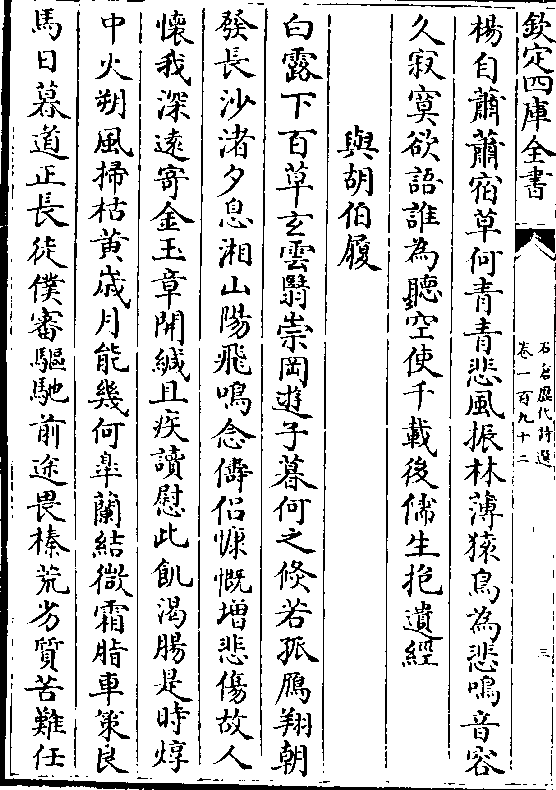 欽定四庫全書
石倉歷代詩選
卷一百九十二
三
楊自蕭蕭宿草何青青悲風振林薄猿鳥為悲鳴音容
久寂寞欲語誰為聽空使千載後儒生抱遺經
與胡伯履
白露下百草玄雲翳崇岡遊子暮何之倏若孤鴈翔朝
發長沙渚夕息湘山陽飛鳴念儔侣慷慨增悲傷故人
懷我深逺寄金玉章開緘且疾讀慰此飢渴腸是時焞
中火朔風掃枯黄歲月能幾何臯蘭結微霜脂車策良
馬日暮道正長徒僕審驅馳前途畏榛荒劣質苦難任